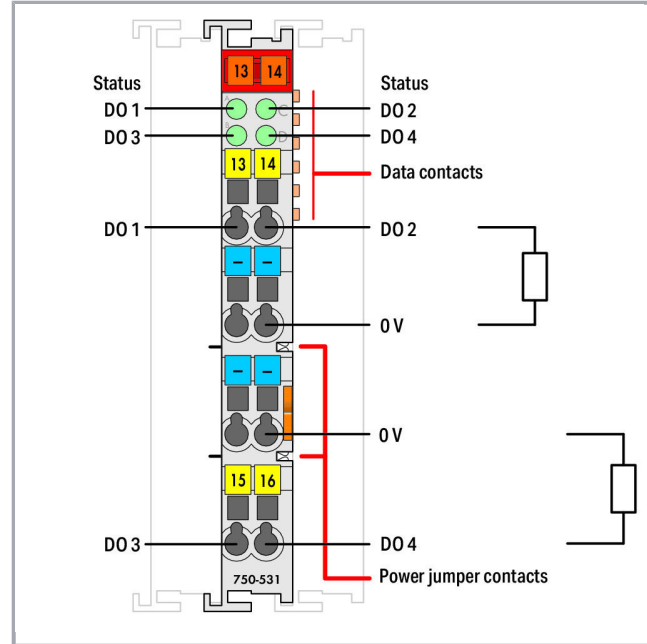 13 14
Status
Status
A
C
DO 1
DO 2
B
D
DO 3
DO 4
13 14
Data contacts
DO 1
DO 2
– –
0 V
– –
0 V
15 16
DO 3
DO 4
750-531
Power jumper contacts